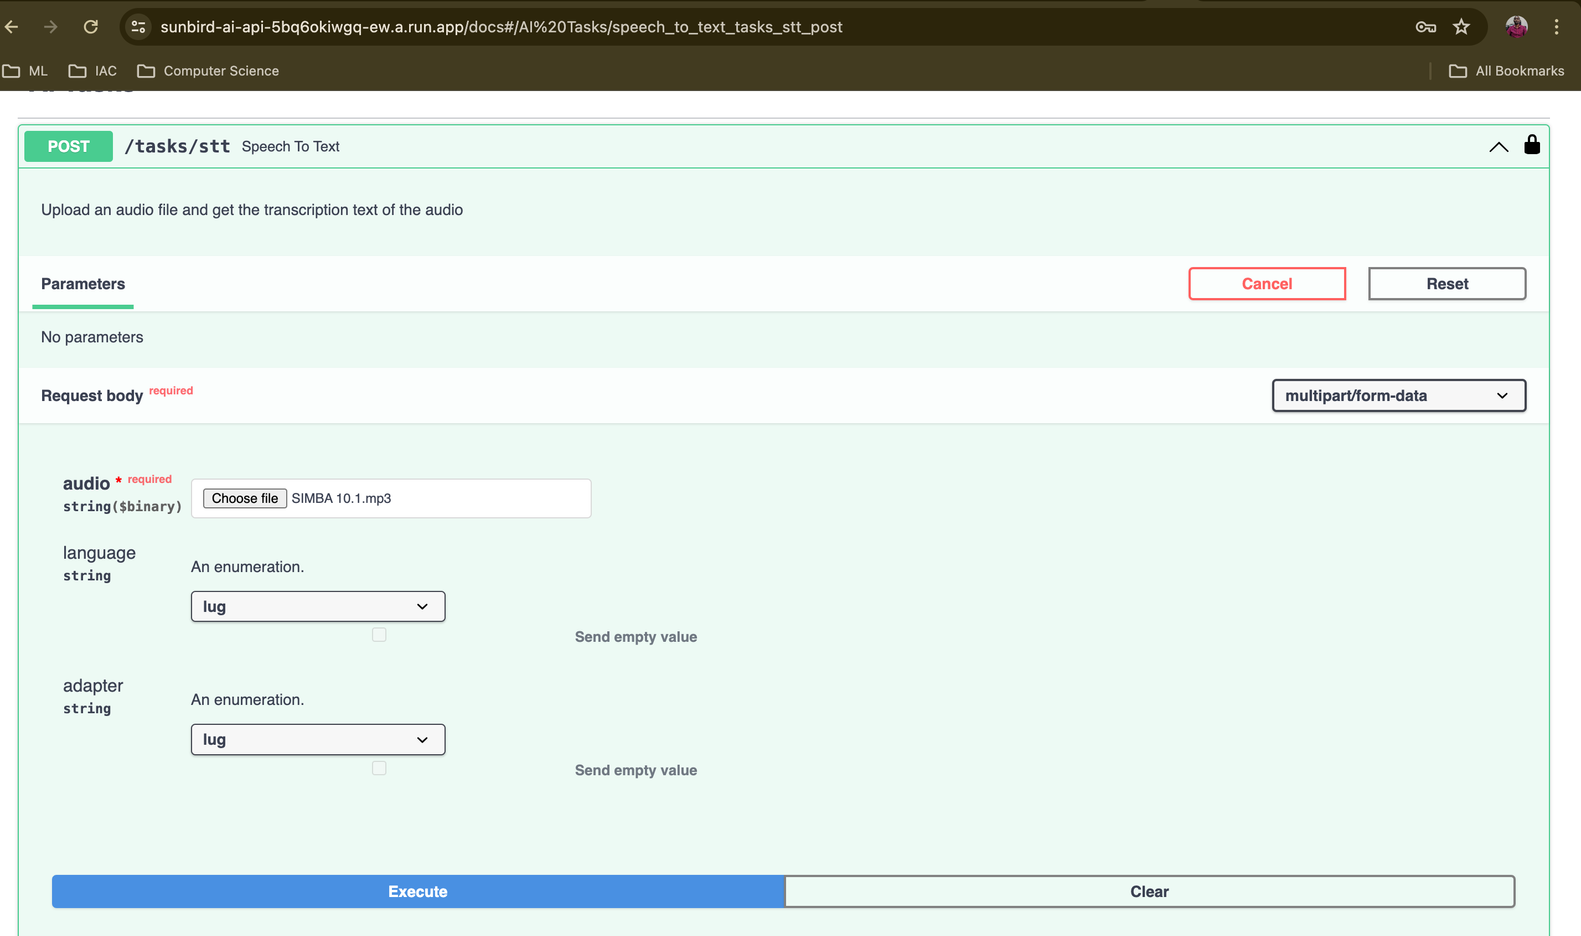 sunbird-ai-api-5bq6okiwgq-ew.a.run.app/docs#/AI%20Tasks/speech_to_text_tasks_stt_post
ML IAC Computer Science All Bookmarks
POST /tasks/stt Speech To Text
Upload an audio file and get the transcription text of the audio
Parameters Cancel Reset
No parameters
Request body required multipart/form-data
audio * required
string($binary) Choose file SIMBA 10.1.mp3
language
string
An enumeration.
lug
Send empty value
adapter
string
An enumeration.
lug
Send empty value
Execute Clear